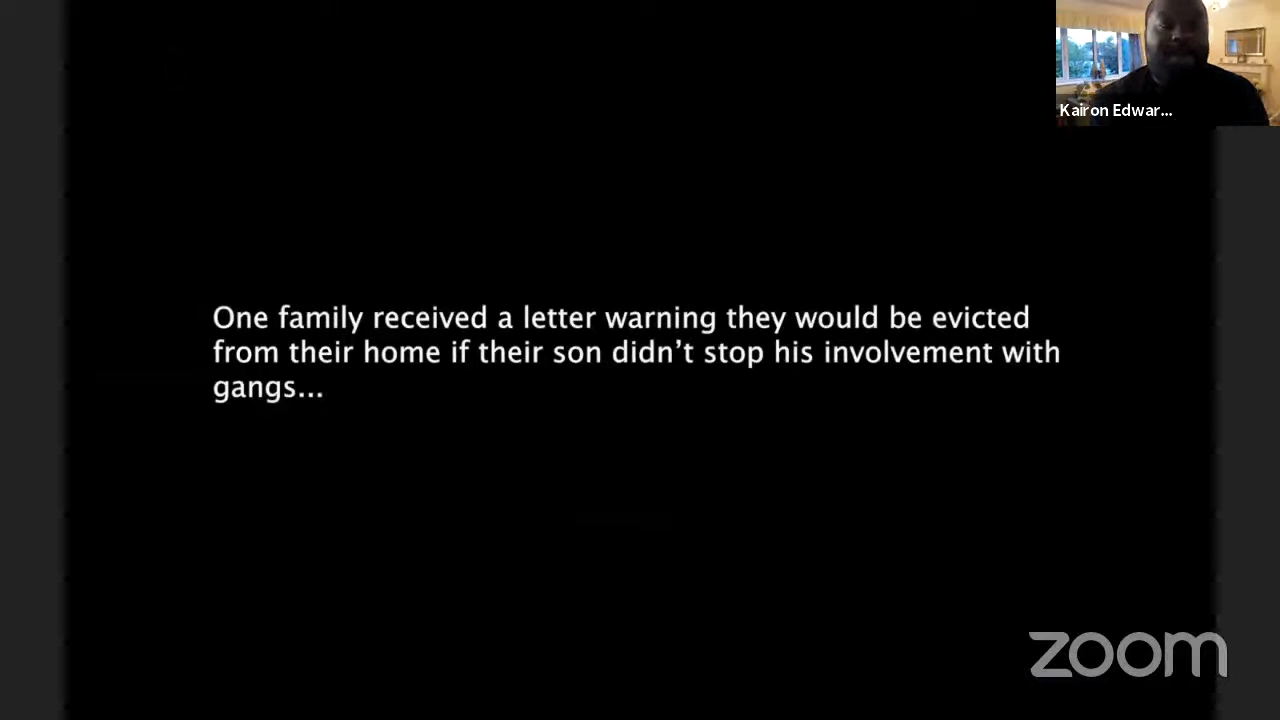 Kairon Edwar...
One family received a letter warning they would be evicted
from their home if their son didn’t stop his involvement with
gangs...
zoom